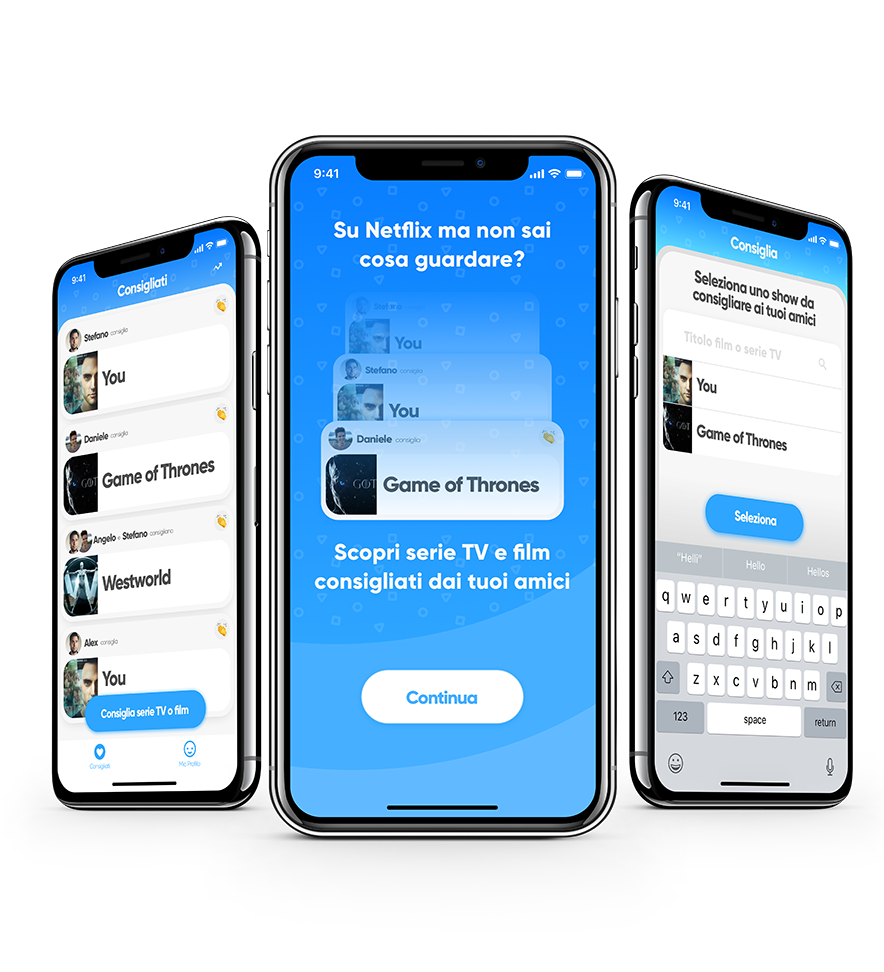 9:41
Consigliati
Stefano consiglia
You
Daniele consiglia
GOT
Game of Thrones
Angelo e Stefano consigliano
Westworld
Alex consiglia
You
Consiglia serie TV o film
Consigliati
Mio Profilo
9:41
Su Netflix ma non sai
cosa guardare?
Stefano
You
Stefano consiglia
You
Daniele consiglia
GOT
Game of Thrones
Scopri serie TV e film
consigliati dai tuoi amici
Continua
9:41
Consiglia
Seleziona uno show da
consigliare ai tuoi amici
Titolo film o serie TV
You
GOT
Game of Thrones
Seleziona
"Helli" Hello Hellos
q w e r t y u i o p
a s d f g h j k l
z x c v b n m
123 space return